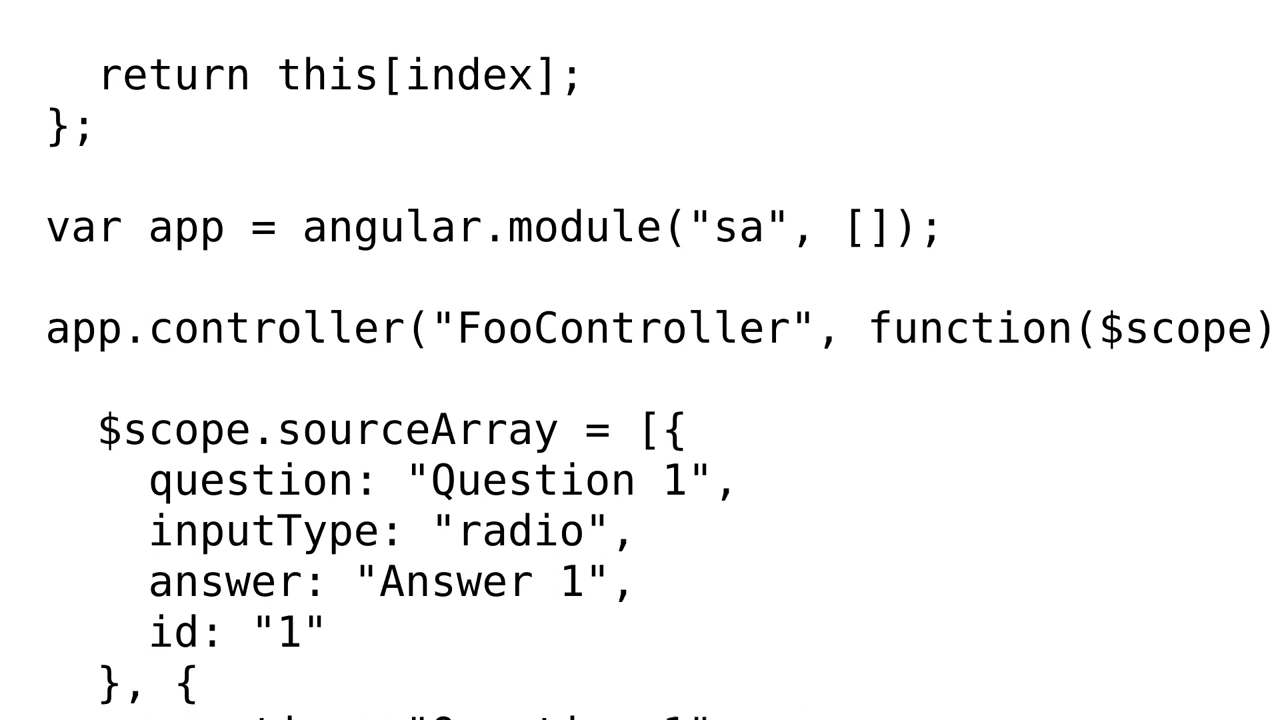 return this[index];
};

var app = angular.module("sa", []);

app.controller("FooController", function($scope)

  $scope.sourceArray = [{
    question: "Question 1",
    inputType: "radio",
    answer: "Answer 1",
    id: "1"
  }, {